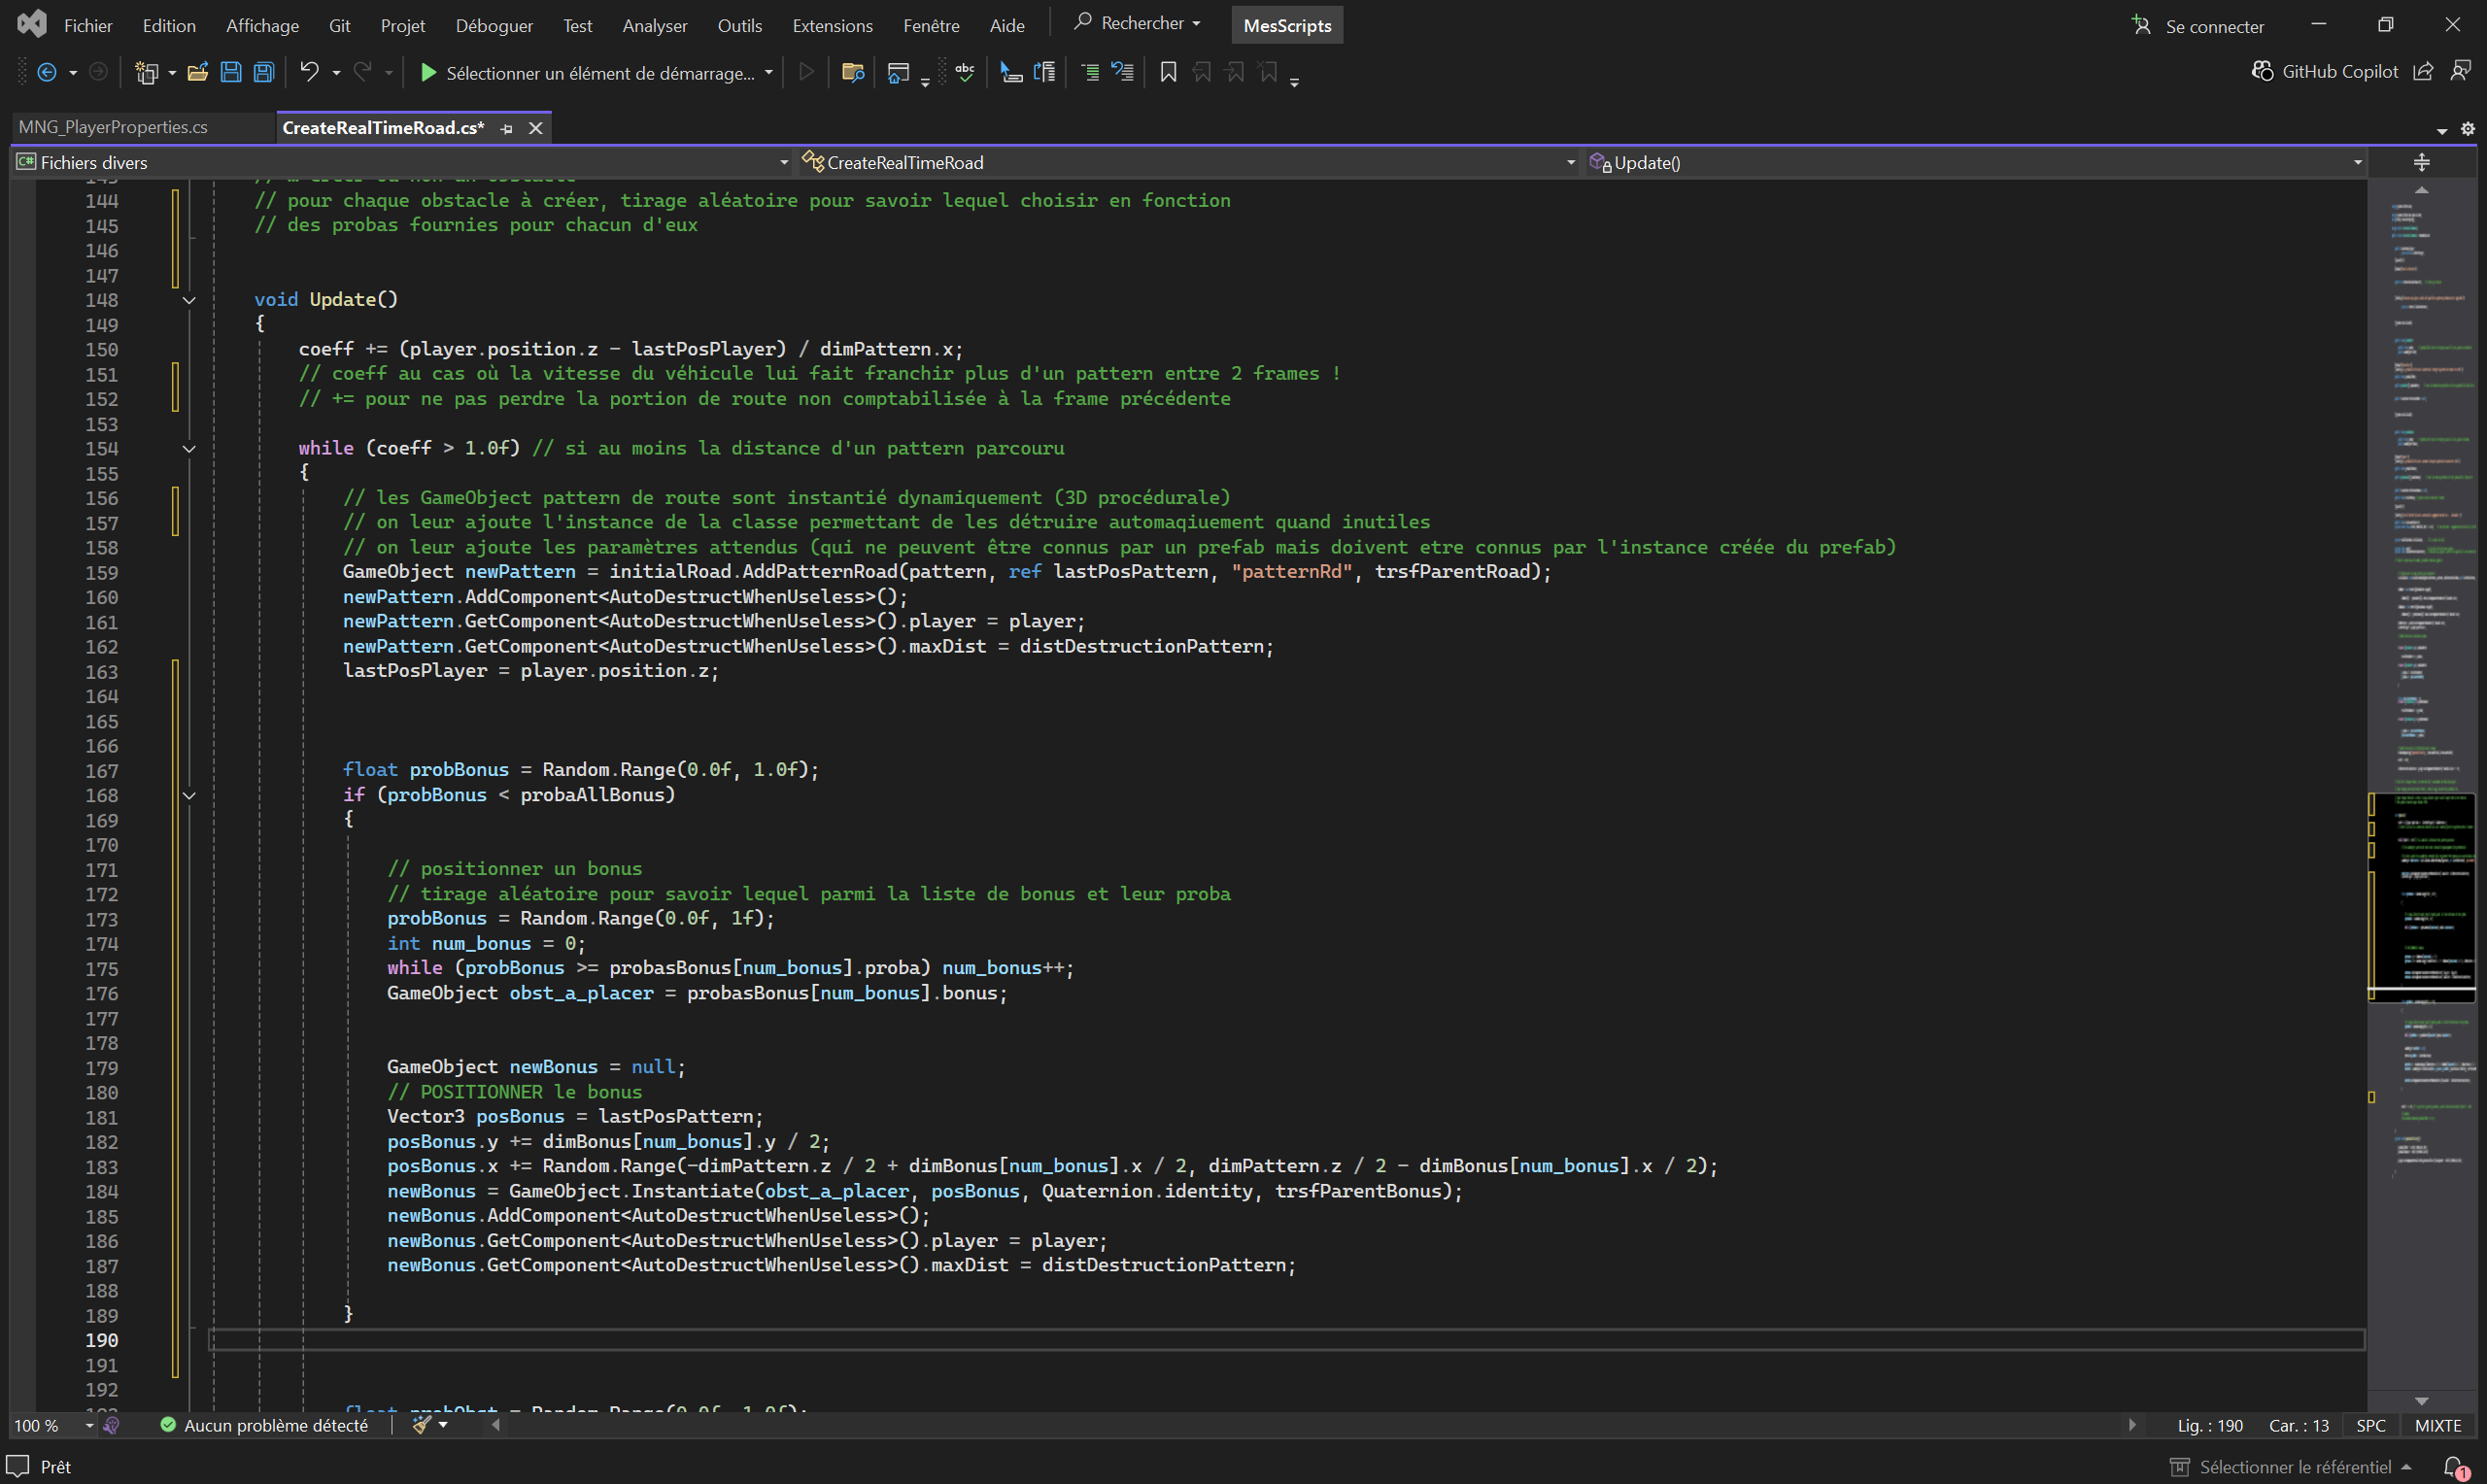 Fichier Edition Affichage Git Projet Déboguer Test Analyser Outils Extensions Fenêtre Aide Rechercher MesScripts Se connecter
Sélectionner un élément de démarrage... abc GitHub Copilot
MNG_PlayerProperties.cs CreateRealTimeRoad.cs*
C# Fichiers divers CreateRealTimeRoad Update()
144 // pour chaque obstacle à créer, tirage aléatoire pour savoir lequel choisir en fonction
145 // des probas fournies pour chacun d'eux
146
147
148 void Update()
149 {
150 coeff += (player.position.z - lastPosPlayer) / dimPattern.x;
151 // coeff au cas où la vitesse du véhicule lui fait franchir plus d'un pattern entre 2 frames !
152 // += pour ne pas perdre la portion de route non comptabilisée à la frame précédente
153
154 while (coeff > 1.0f) // si au moins la distance d'un pattern parcouru
155 {
156 // les GameObject pattern de route sont instantié dynamiquement (3D procédurale)
157 // on leur ajoute l'instance de la classe permettant de les détruire automaqiuement quand inutiles
158 // on leur ajoute les paramètres attendus (qui ne peuvent être connus par un prefab mais doivent etre connus par l'instance créée du prefab)
159 GameObject newPattern = initialRoad.AddPatternRoad(pattern, ref lastPosPattern, "patternRd", trsfParentRoad);
160 newPattern.AddComponent<AutoDestructWhenUseless>();
161 newPattern.GetComponent<AutoDestructWhenUseless>().player = player;
162 newPattern.GetComponent<AutoDestructWhenUseless>().maxDist = distDestructionPattern;
163 lastPosPlayer = player.position.z;
164
165
166
167 float probBonus = Random.Range(0.0f, 1.0f);
168 if (probBonus < probaAllBonus)
169 {
170
171 // positionner un bonus
172 // tirage aléatoire pour savoir lequel parmi la liste de bonus et leur proba
173 probBonus = Random.Range(0.0f, 1f);
174 int num_bonus = 0;
175 while (probBonus >= probasBonus[num_bonus].proba) num_bonus++;
176 GameObject obst_a_placer = probasBonus[num_bonus].bonus;
177
178
179 GameObject newBonus = null;
180 // POSITIONNER le bonus
181 Vector3 posBonus = lastPosPattern;
182 posBonus.y += dimBonus[num_bonus].y / 2;
183 posBonus.x += Random.Range(-dimPattern.z / 2 + dimBonus[num_bonus].x / 2, dimPattern.z / 2 - dimBonus[num_bonus].x / 2);
184 newBonus = GameObject.Instantiate(obst_a_placer, posBonus, Quaternion.identity, trsfParentBonus);
185 newBonus.AddComponent<AutoDestructWhenUseless>();
186 newBonus.GetComponent<AutoDestructWhenUseless>().player = player;
187 newBonus.GetComponent<AutoDestructWhenUseless>().maxDist = distDestructionPattern;
188
189 }
190
191
192
100 % Aucun problème détecté Lig. : 190 Car. : 13 SPC MIXTE
Prêt Sélectionner le référentiel 1